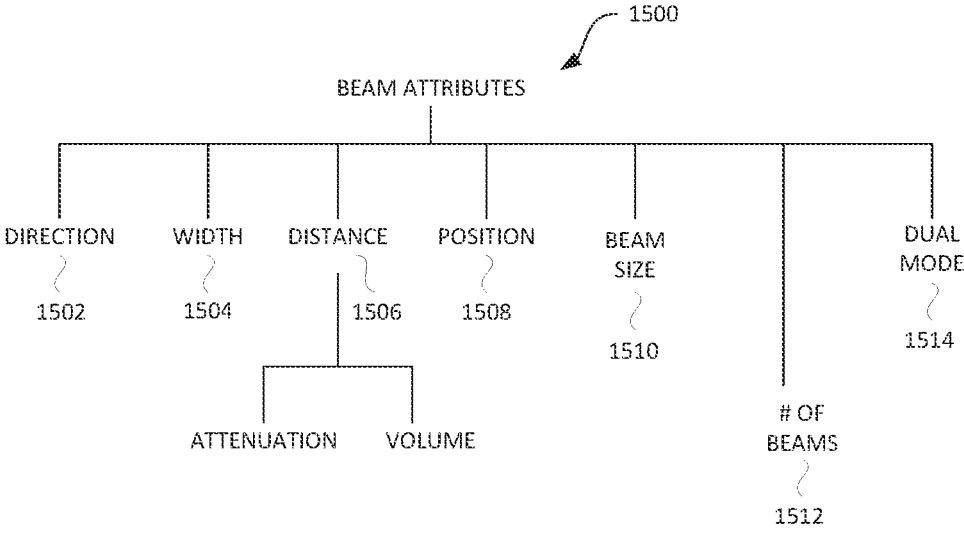 1500
BEAM ATTRIBUTES
DIRECTION
1502
WIDTH
1504
DISTANCE
1506
POSITION
1508
BEAM
SIZE
1510
DUAL
MODE
1514
ATTENUATION
VOLUME
# OF
BEAMS
1512